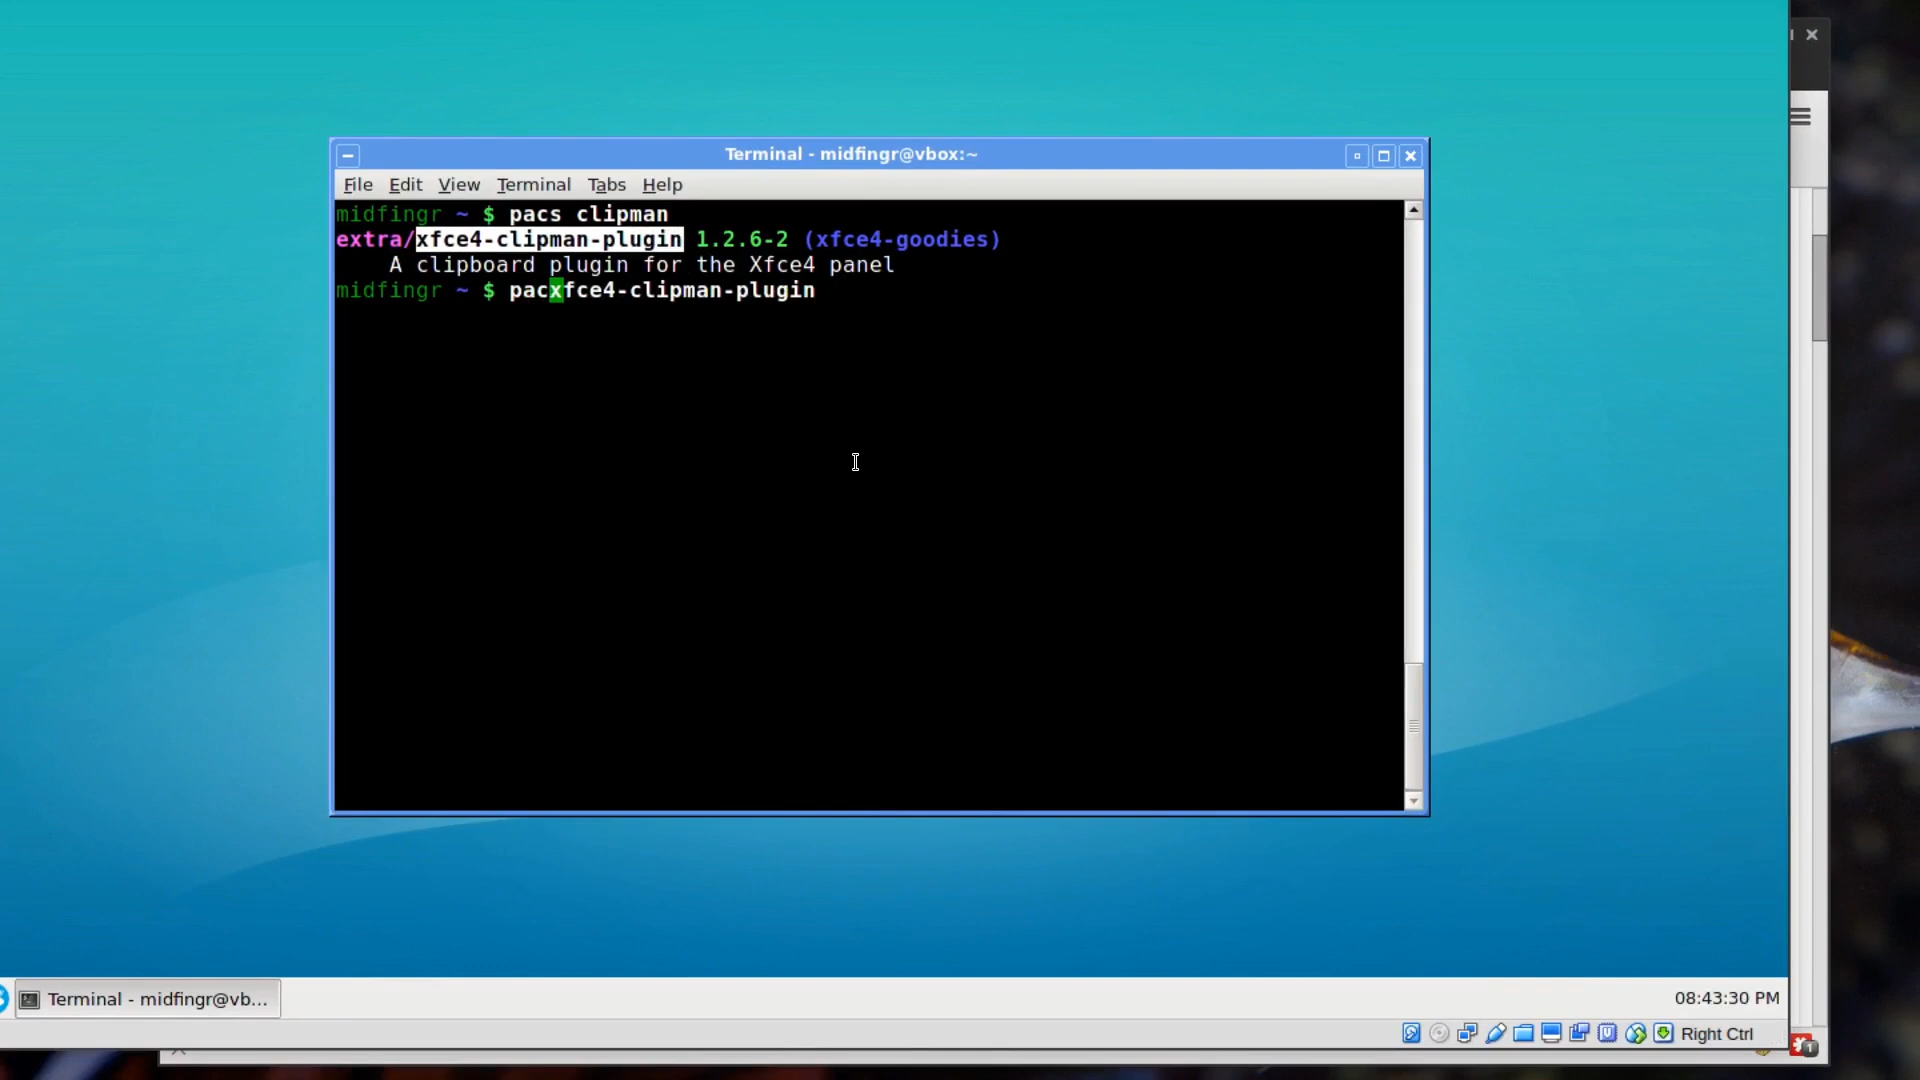 Terminal - midfingr@vbox:~
File Edit View Terminal Tabs Help
midfingr ~ $ pacs clipman
extra/xfce4-clipman-plugin 1.2.6-2 (xfce4-goodies)
A clipboard plugin for the Xfce4 panel
midfingr ~ $ pacxfce4-clipman-plugin
Terminal - midfingr@vb...
08:43:30 PM
Right Ctrl
1